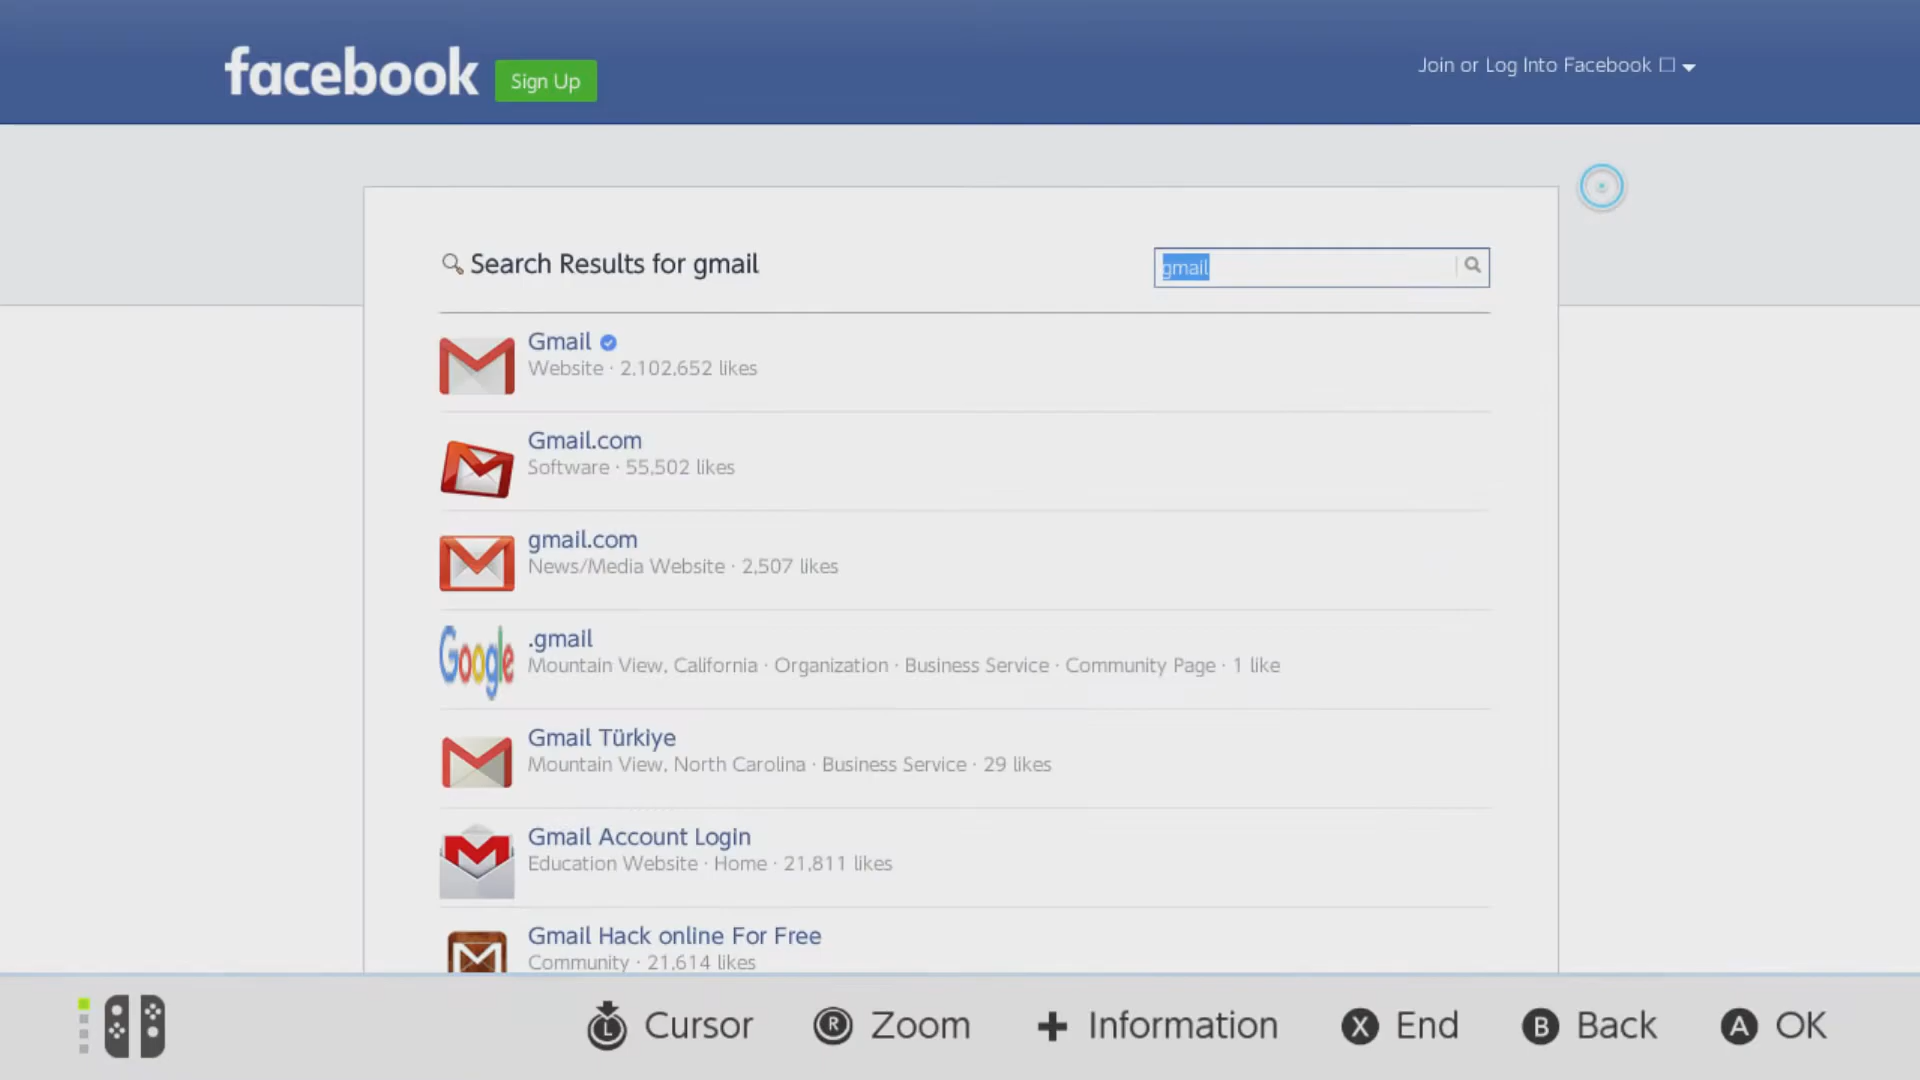 facebook
Sign Up
Join or Log Into Facebook
Search Results for gmail
gmail
Gmail
Website · 2,102,652 likes
Gmail.com
Software · 55,502 likes
gmail.com
News/Media Website · 2,507 likes
Google
.gmail
Mountain View, California · Organization · Business Service · Community Page · 1 like
Gmail Türkiye
Mountain View, North Carolina · Business Service · 29 likes
Gmail Account Login
Education Website · Home · 21,811 likes
Gmail Hack online For Free
Community · 21,614 likes
L Cursor
R Zoom
+ Information
X End
B Back
A OK